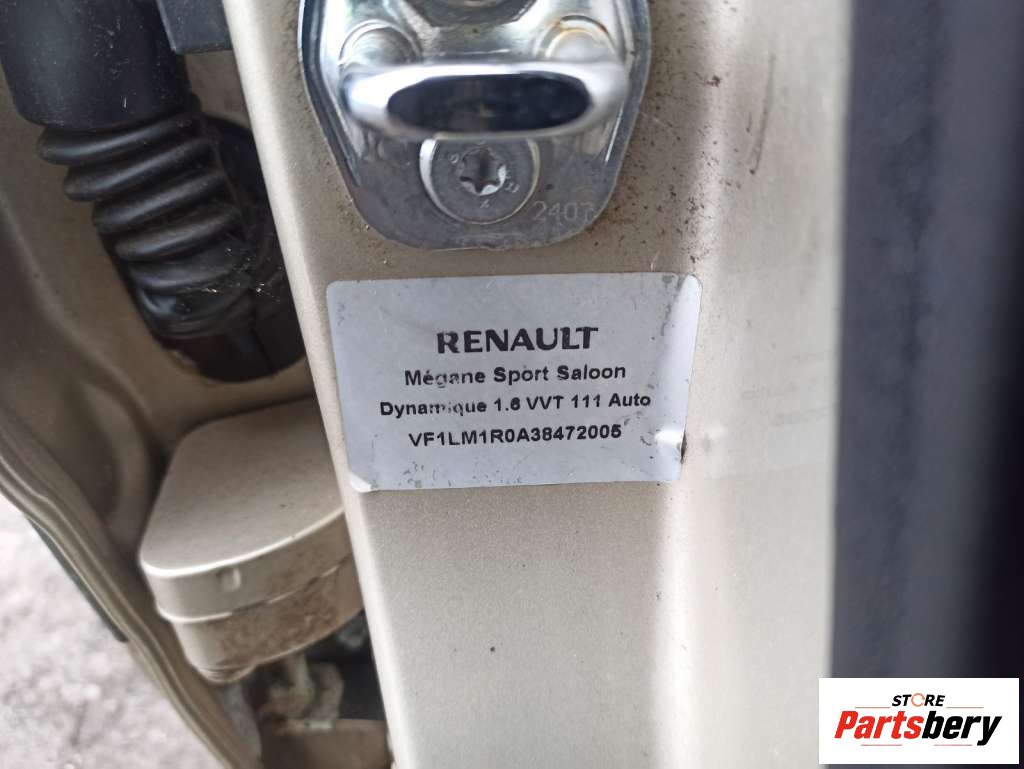 2407
RENAULT
Mégane Sport Saloon
Dynamique 1.6 VVT 111 Auto
VF1LM1R0A38472005
STORE
Partsbery